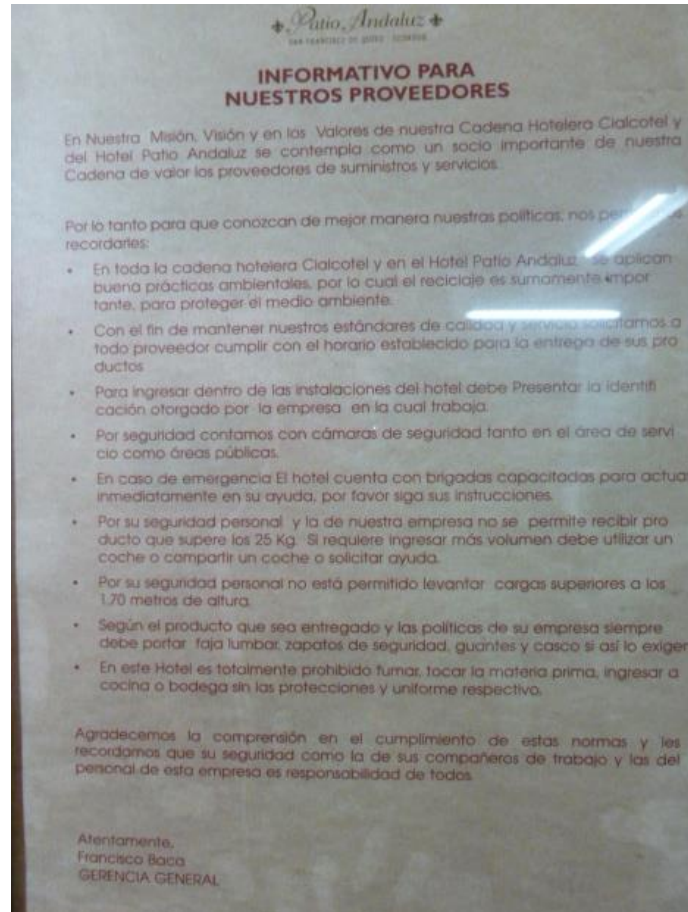 Patio Andaluz
SAN FRANCISCO DE QUITO - ECUADOR
INFORMATIVO PARA
NUESTROS PROVEEDORES
En Nuestra Misión, Visión y en los Valores de nuestra Cadena Hotelera Cialcotel y
del Hotel Patio Andaluz se contempla como un socio importante de nuestra
Cadena de valor los proveedores de suministros y servicios.
Por lo tanto para que conozcan de mejor manera nuestras políticas, nos
recordarles:
• En toda la cadena hotelera Cialcotel y en el Hotel Patio Andaluz se aplican
buena prácticas ambientales, por lo cual el reciclaje es sumamente impor
tante, para proteger el medio ambiente.
• Con el fin de mantener nuestros estándares de calidad y servicio solicitamos a
todo proveedor cumplir con el horario establecido para la entrega de sus pro
ductos
• Para ingresar dentro de las instalaciones del hotel debe Presentar la identifi
cación otorgado por la empresa en la cual trabaja.
• Por seguridad contamos con cámaras de seguridad tanto en el área de servi
cio como áreas públicas.
• En caso de emergencia El hotel cuenta con brigadas capacitadas para actuar
inmediatamente en su ayuda, por favor siga sus instrucciones.
• Por su seguridad personal y la de nuestra empresa no se permite recibir pro
ducto que supere los 25 Kg. Si requiere ingresar más volumen debe utilizar un
coche o compartir un coche o solicitar ayuda.
• Por su seguridad personal no está permitido levantar cargas superiores a los
1.70 metros de altura.
• Según el producto que sea entregado y las políticas de su empresa siempre
debe portar faja lumbar, zapatos de seguridad, guantes y casco si así lo exigen
• En este Hotel es totalmente prohibido fumar, tocar la materia prima, ingresar a
cocina o bodega sin las protecciones y uniforme respectivo.
Agradecemos la comprensión en el cumplimiento de estas normas y les
recordamos que su seguridad como la de sus compañeros de trabajo y las del
personal de esta empresa es responsabilidad de todos.
Atentamente,
Francisco Baca
GERENCIA GENERAL